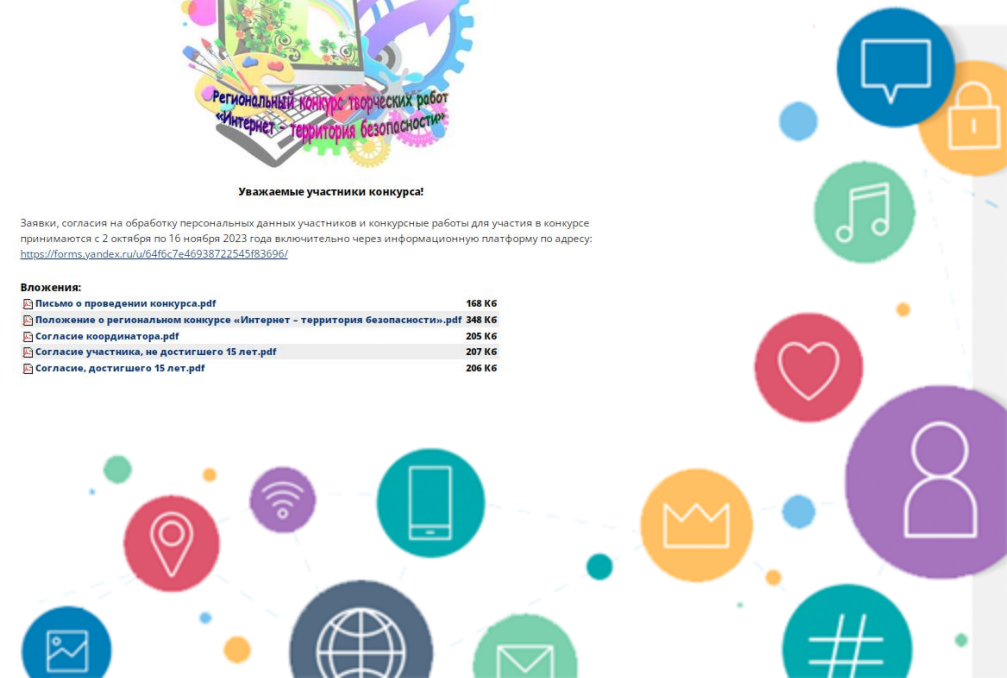 Региональный конкурс творческих работ
«Интернет – территория безопасности»
Уважаемые участники конкурса!
Заявки, согласия на обработку персональных данных участников и конкурсные работы для участия в конкурсе
принимаются с 2 октября по 16 ноября 2023 года включительно через информационную платформу по адресу:
https://forms.yandex.ru/u/64f6c7e46938722545f83696/
Вложения:
Письмо о проведении конкурса.pdf 168 Кб
Положение о региональном конкурсе «Интернет – территория безопасности».pdf 348 Кб
Согласие координатора.pdf 205 Кб
Согласие участника, не достигшего 15 лет.pdf 207 Кб
Согласие, достигшего 15 лет.pdf 206 Кб